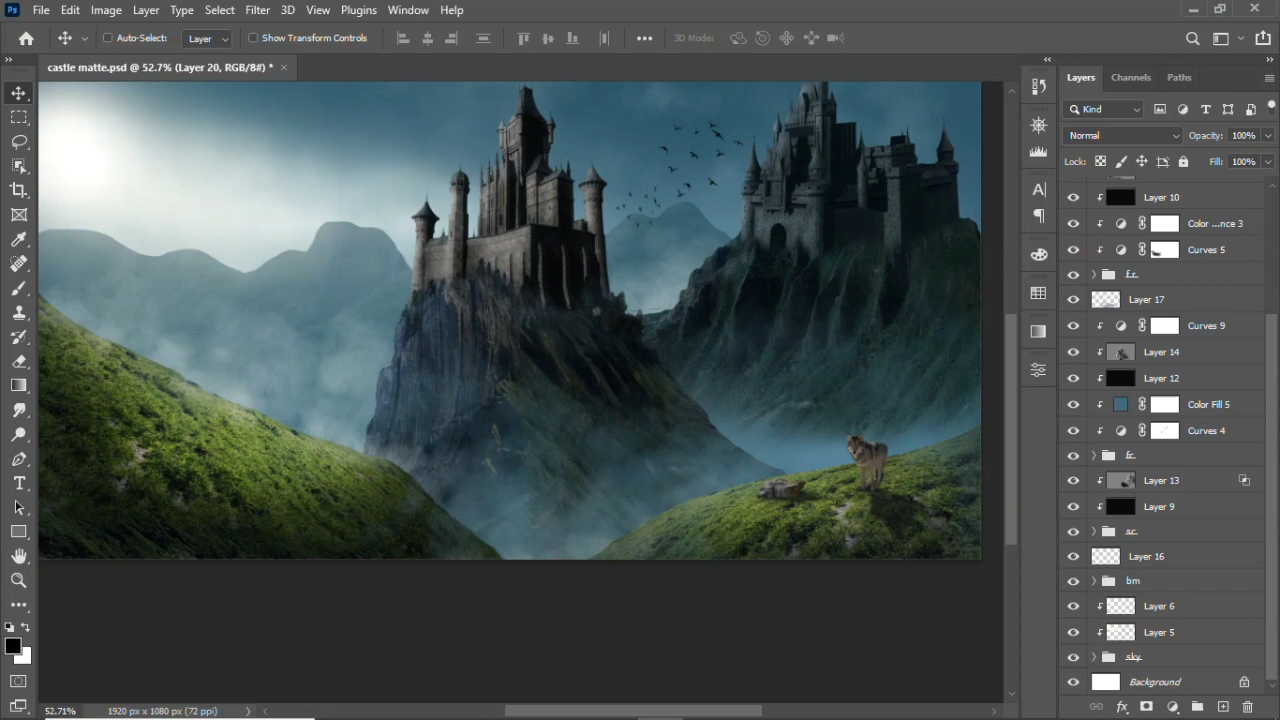 Ps File Edit Image Layer Type Select Filter 3D View Plugins Window Help
Auto-Select: Layer Show Transform Controls 3D Mode:
castle matte.psd @ 52.7% (Layer 20, RGB/8#) *
Layers Channels Paths
Kind
Normal Opacity: 100%
Lock: Fill: 100%
Layer 10
Color ...nce 3
Curves 5
f.r.
Layer 17
Curves 9
Layer 14
Layer 12
Color Fill 5
Curves 4
fc
Layer 13
Layer 9
sc
Layer 16
bm
Layer 6
Layer 5
sky
Background
52.71% 1920 px x 1080 px (72 ppi)